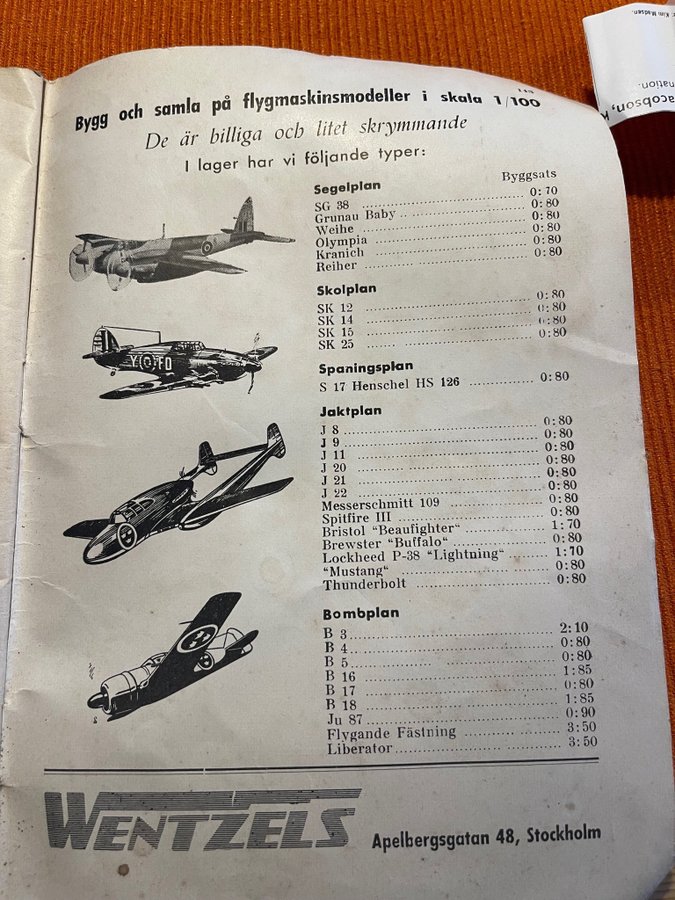 Kim Madsen.
acobson,
nation.
Bygg och samla på flygmaskinsmodeller i skala 1/100
De är billiga och litet skrymmande
I lager har vi följande typer:
Byggsats
Segelplan
SG 38 0:70
Grunau Baby 0:80
Weihe 0:80
Olympia 0:80
Kranich 0:80
Reiher
Skolplan
SK 12 0:80
SK 14 0:80
SK 15 0:80
SK 25 0:80
Spaningsplan
S 17 Henschel HS 126 0:80
Jaktplan
J 8 0:80
J 9 0:80
J 11 0:80
J 20 0:80
J 21 0:80
J 22 0:80
Messerschmitt 109 0:80
Spitfire III 0:80
Bristol "Beaufighter" 1:70
Brewster "Buffalo" 0:80
Lockheed P-38 "Lightning" 1:70
"Mustang" 0:80
Thunderbolt 0:80
Bombplan
B 3 2:10
B 4 0:80
B 5 0:80
B 16 1:85
B 17 0:80
B 18 1:85
Ju 87 0:90
Flygande Fästning 3:50
Liberator 3:50
WENTZELS
Apelbergsgatan 48, Stockholm